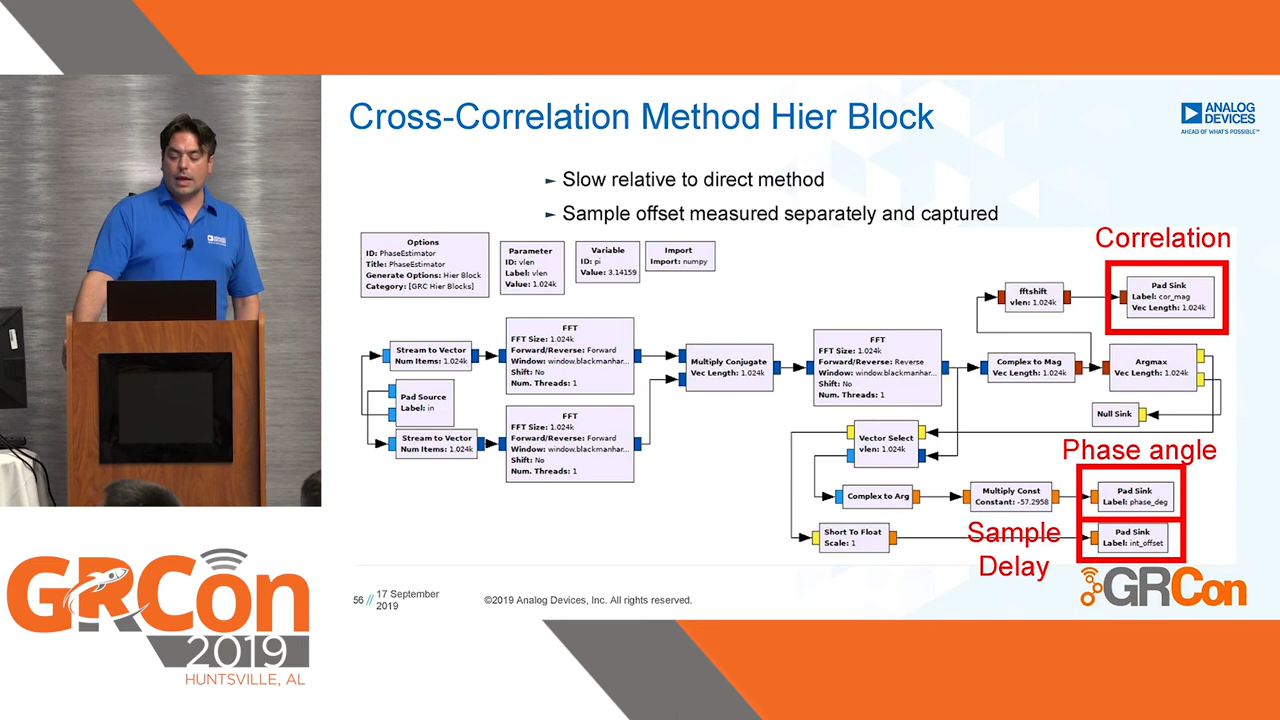 Cross-Correlation Method Hier Block
ANALOG
DEVICES
AHEAD OF WHAT'S POSSIBLE™
► Slow relative to direct method
► Sample offset measured separately and captured
Correlation
Options
ID: PhaseEstimator
Title: PhaseEstimator
Generate Options: Hier Block
Category: [GRC Hier Blocks]
Parameter
ID: vlen
Label: vlen
Value: 1.024k
Variable
ID: pi
Value: 3.14159
Import
Import: numpy
fftshift
vlen: 1.024k
Pad Sink
Label: cor_mag
Vec Length: 1.024k
Stream to Vector
Num Items: 1.024k
FFT
FFT Size: 1.024k
Forward/Reverse: Forward
Window: window.blackmanhar...
Shift: No
Num. Threads: 1
Multiply Conjugate
Vec Length: 1.024k
FFT
FFT Size: 1.024k
Forward/Reverse: Reverse
Window: window.blackmanhar...
Shift: No
Num. Threads: 1
Complex to Mag
Vec Length: 1.024k
Argmax
Vec Length: 1.024k
Pad Source
Label: in
Null Sink
Stream to Vector
Num Items: 1.024k
FFT
FFT Size: 1.024k
Forward/Reverse: Forward
Window: window.blackmanhar...
Shift: No
Num. Threads: 1
Vector Select
vlen: 1.024k
Phase angle
Complex to Arg
Multiply Const
Constant: -57.2958
Pad Sink
Label: phase_deg
Short To Float
Scale: 1
Sample
Delay
Pad Sink
Label: int_offset
56 // 17 September
2019
©2019 Analog Devices, Inc. All rights reserved.
GRCon
GRCon
2019
HUNTSVILLE, AL